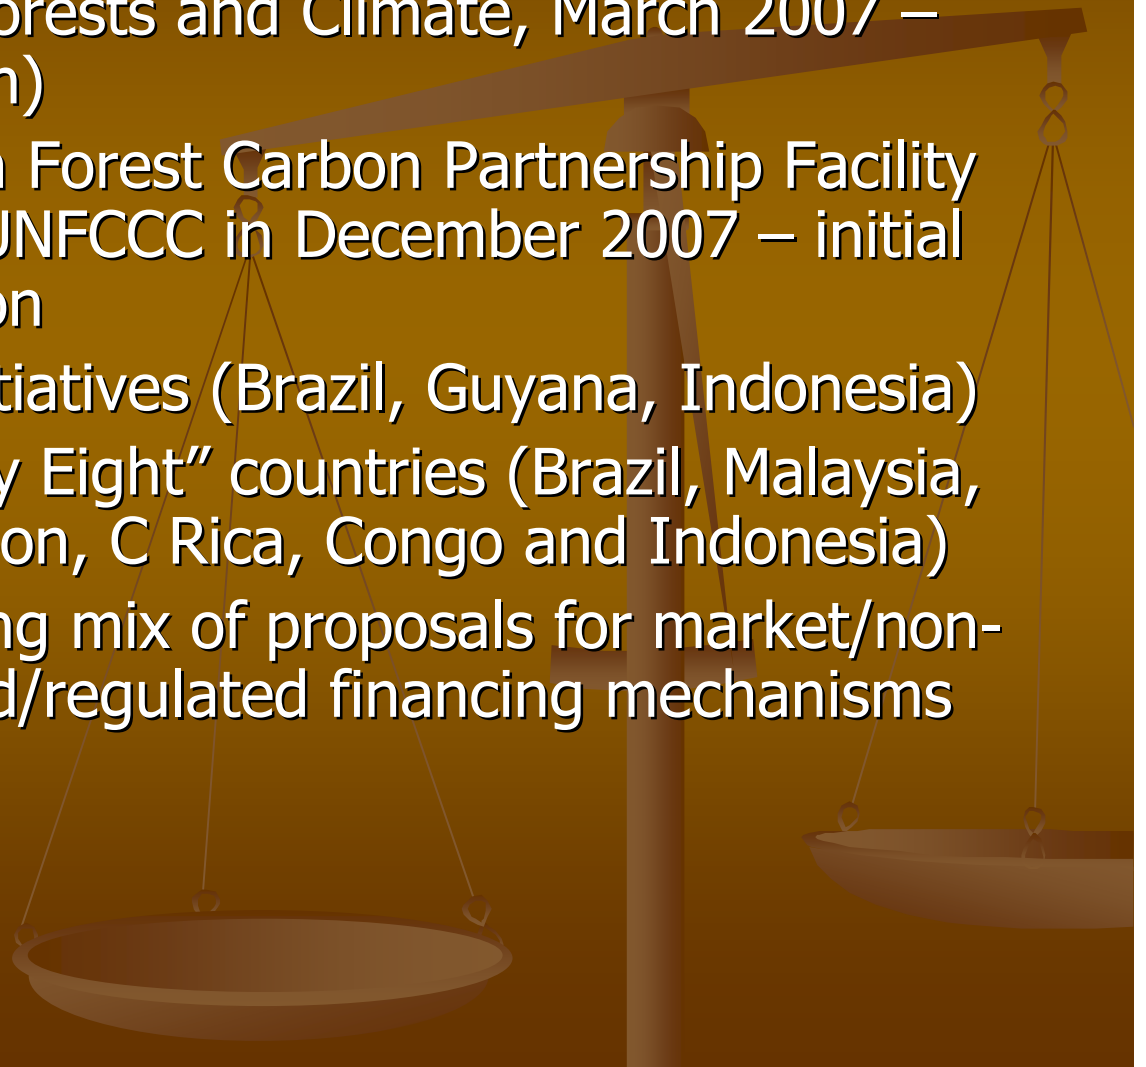 orests and Climate, March 2007 –
n)
Forest Carbon Partnership Facility
UNFCCC in December 2007 – initial
on
tiatives (Brazil, Guyana, Indonesia)
y Eight” countries (Brazil, Malaysia,
on, C Rica, Congo and Indonesia)
ng mix of proposals for market/non-
d/regulated financing mechanisms